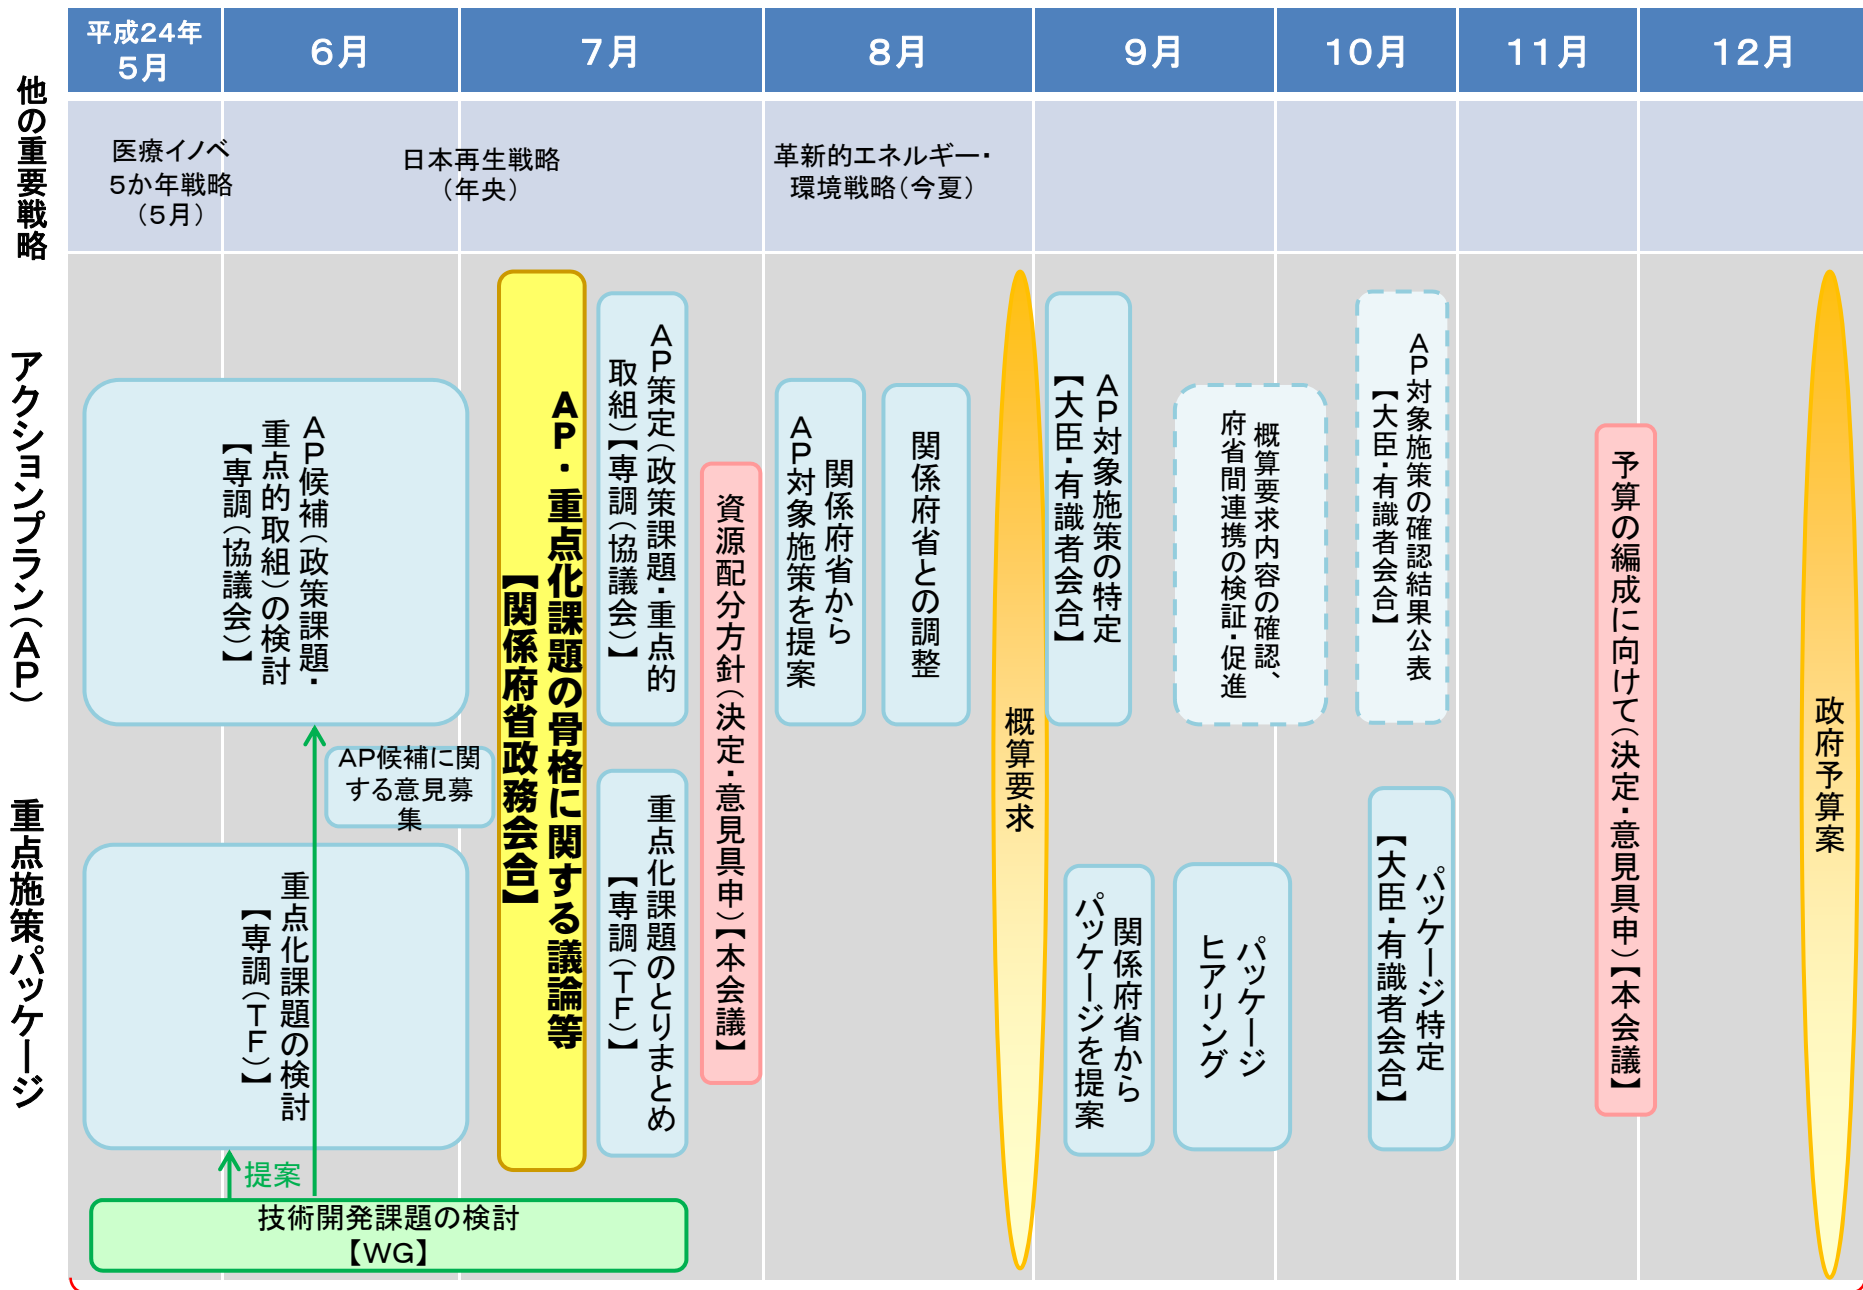 平成24年
5月
6月
7月
8月
9月
10月
11月
12月
他の重要戦略
医療イノベ
5か年戦略
（5月）
日本再生戦略
（年央）
革新的エネルギー・
環境戦略（今夏）
アクションプラン（AP）
AP候補（政策課題・
重点的取組）の検討
【専調（協議会）】
AP候補に関
する意見募
集
AP・重点化課題の骨格に関する議論等
【関係府省政務会合】
AP策定（政策課題・重点的
取組）【専調（協議会）】
資源配分方針（決定・意見具申）【本会議】
関係府省から
AP対象施策を提案
関係府省との調整
概算要求
AP対象施策の特定
【大臣・有識者会合】
概算要求内容の確認、
府省間連携の検証・促進
AP対象施策の確認結果公表
【大臣・有識者会合】
予算の編成に向けて（決定・意見具申）【本会議】
政府予算案
重点施策パッケージ
重点化課題の検討
【専調（TF）】
重点化課題のとりまとめ
【専調（TF）】
関係府省から
パッケージを提案
パッケージ
ヒアリング
パッケージ特定
【大臣・有識者会合】
提案
技術開発課題の検討
【WG】